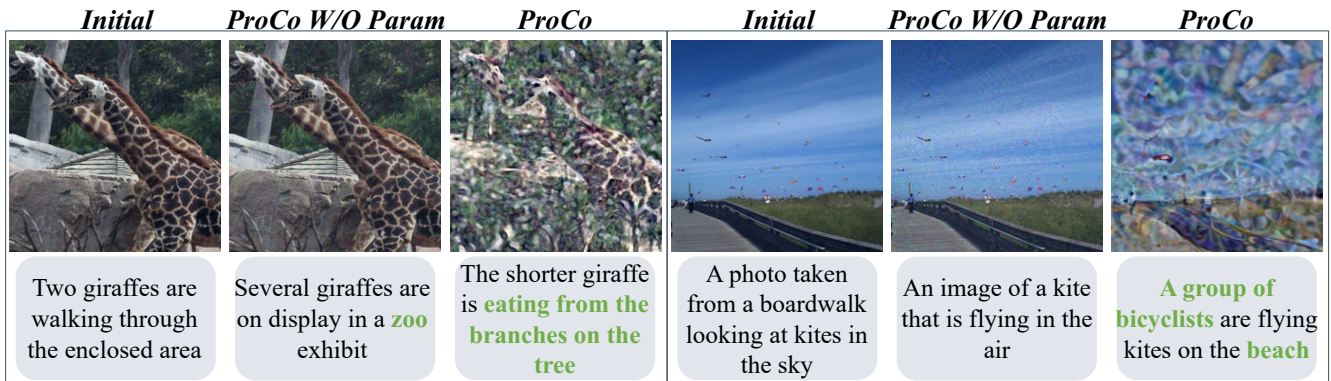 Initial
ProCo W/O Param
ProCo
Initial
ProCo W/O Param
ProCo
Two giraffes are
walking through
the enclosed area
Several giraffes are
on display in a zoo
exhibit
The shorter giraffe
is eating from the
branches on the
tree
A photo taken
from a boardwalk
looking at kites in
the sky
An image of a kite
that is flying in the
air
A group of
bicyclists are flying
kites on the beach